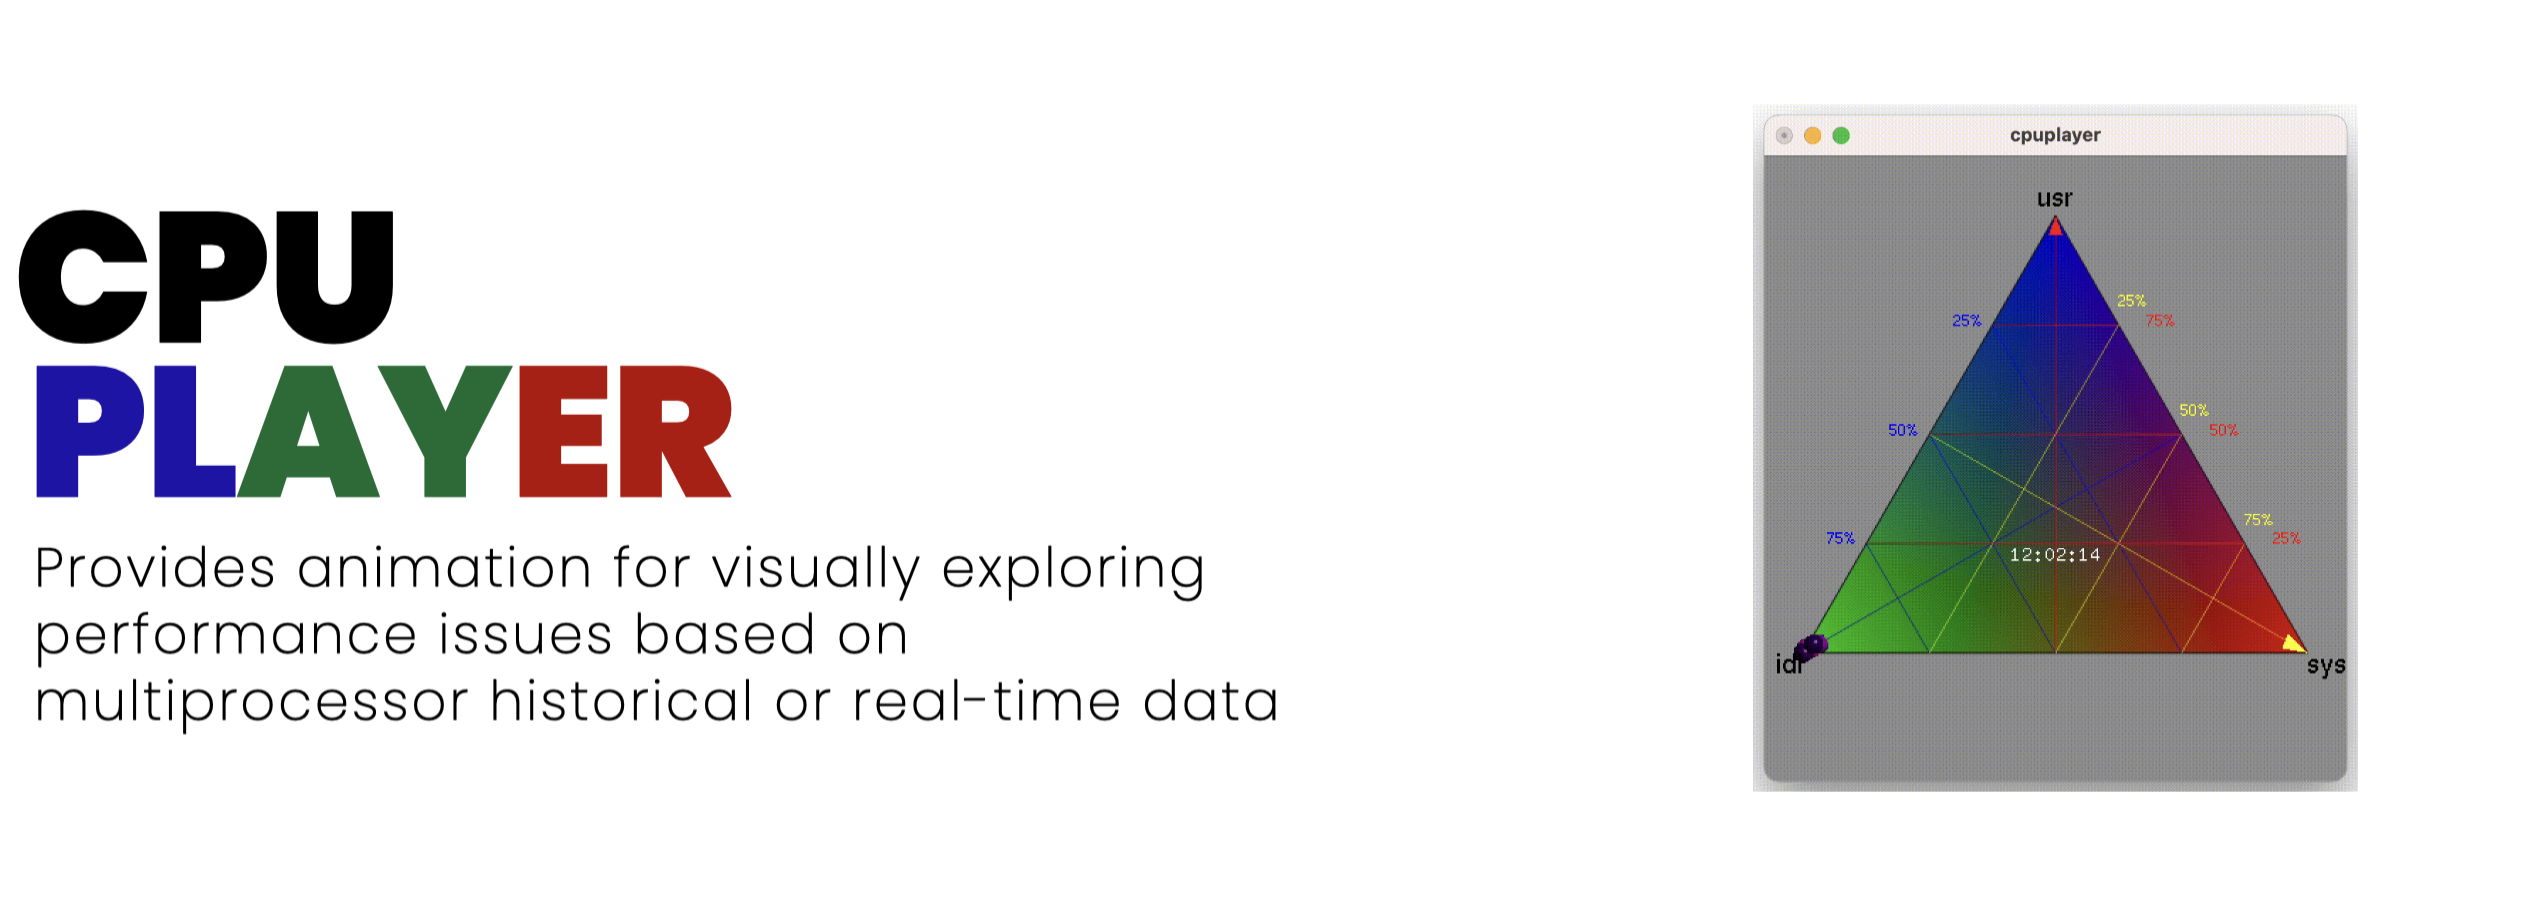 CPU
PLAYER
Provides animation for visually exploring
performance issues based on
multiprocessor historical or real-time data
cpuplayer
usr
25%
25%
75%
50%
50%
50%
75%
75%
25%
12:02:14
idl
sys